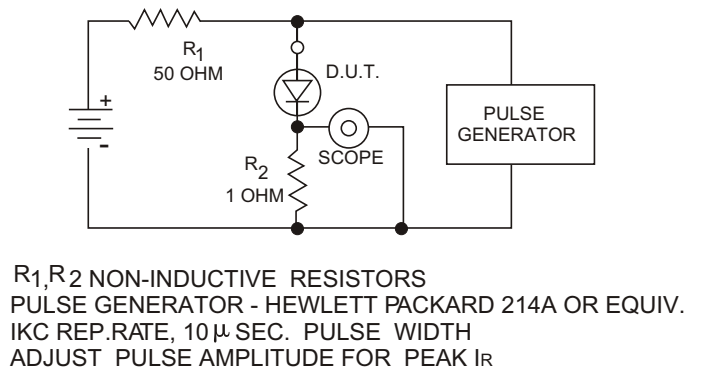 R1
50 OHM
D.U.T.
+
-
PULSE
GENERATOR
SCOPE
R2
1 OHM
R1,R2 NON-INDUCTIVE RESISTORS
PULSE GENERATOR - HEWLETT PACKARD 214A OR EQUIV.
IKC REP.RATE, 10 μ SEC. PULSE WIDTH
ADJUST PULSE AMPLITUDE FOR PEAK IR